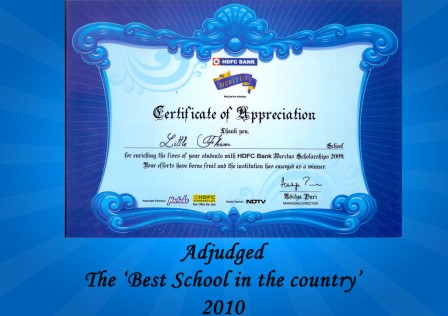 HDFC BANK
MERITUS
Certificate of Appreciation
Thank you,
Little Flower School
for enriching the lives of your students with HDFC Bank Meritus Scholarships 2009.
Your efforts have borne fruit and the institution has emerged as a winner.
Aditya Puri
MANAGING DIRECTOR
HDFC
NDTV
Adjudged
The ‘Best School in the country’
2010